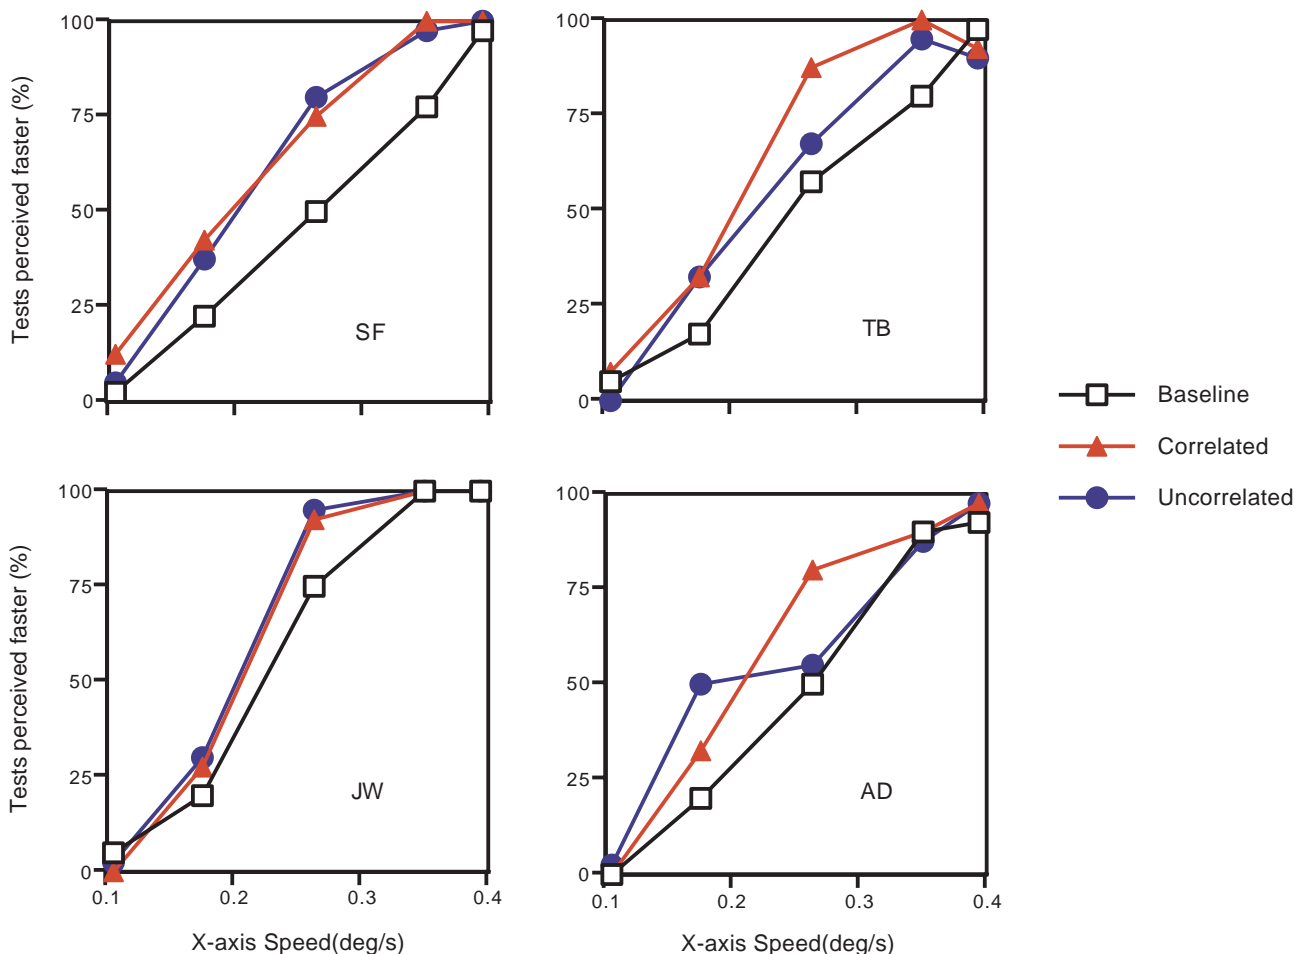 Tests perceived faster (%)
100
75
50
25
0
SF
100
75
50
25
0
TB
Baseline
Correlated
Uncorrelated
Tests perceived faster (%)
100
75
50
25
0
JW
0.1 0.2 0.3 0.4
X-axis Speed(deg/s)
100
75
50
25
0
AD
0.1 0.2 0.3 0.4
X-axis Speed(deg/s)